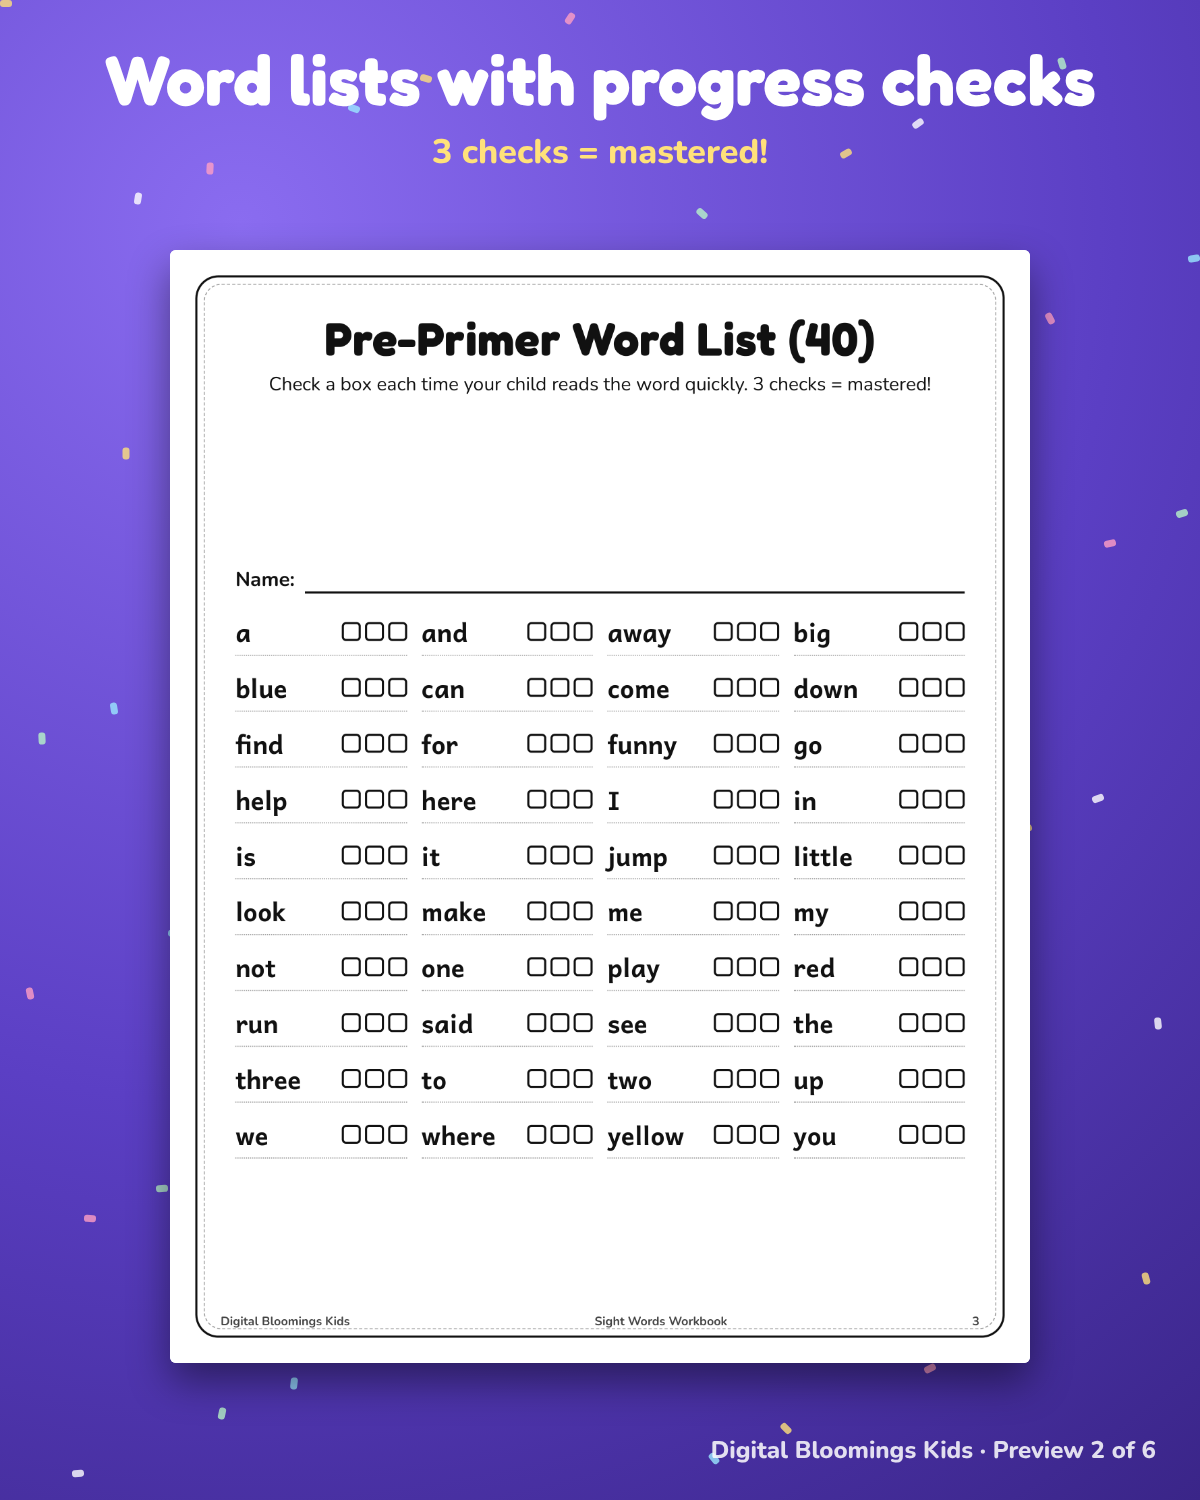 Word lists with progress checks
3 checks = mastered!
Pre-Primer Word List (40)
Check a box each time your child reads the word quickly. 3 checks = mastered!
Name:
a and away big
blue can come down
find for funny go
help here I in
is it jump little
look make me my
not one play red
run said see the
three to two up
we where yellow you
Digital Bloomings Kids Sight Words Workbook 3
Digital Bloomings Kids · Preview 2 of 6